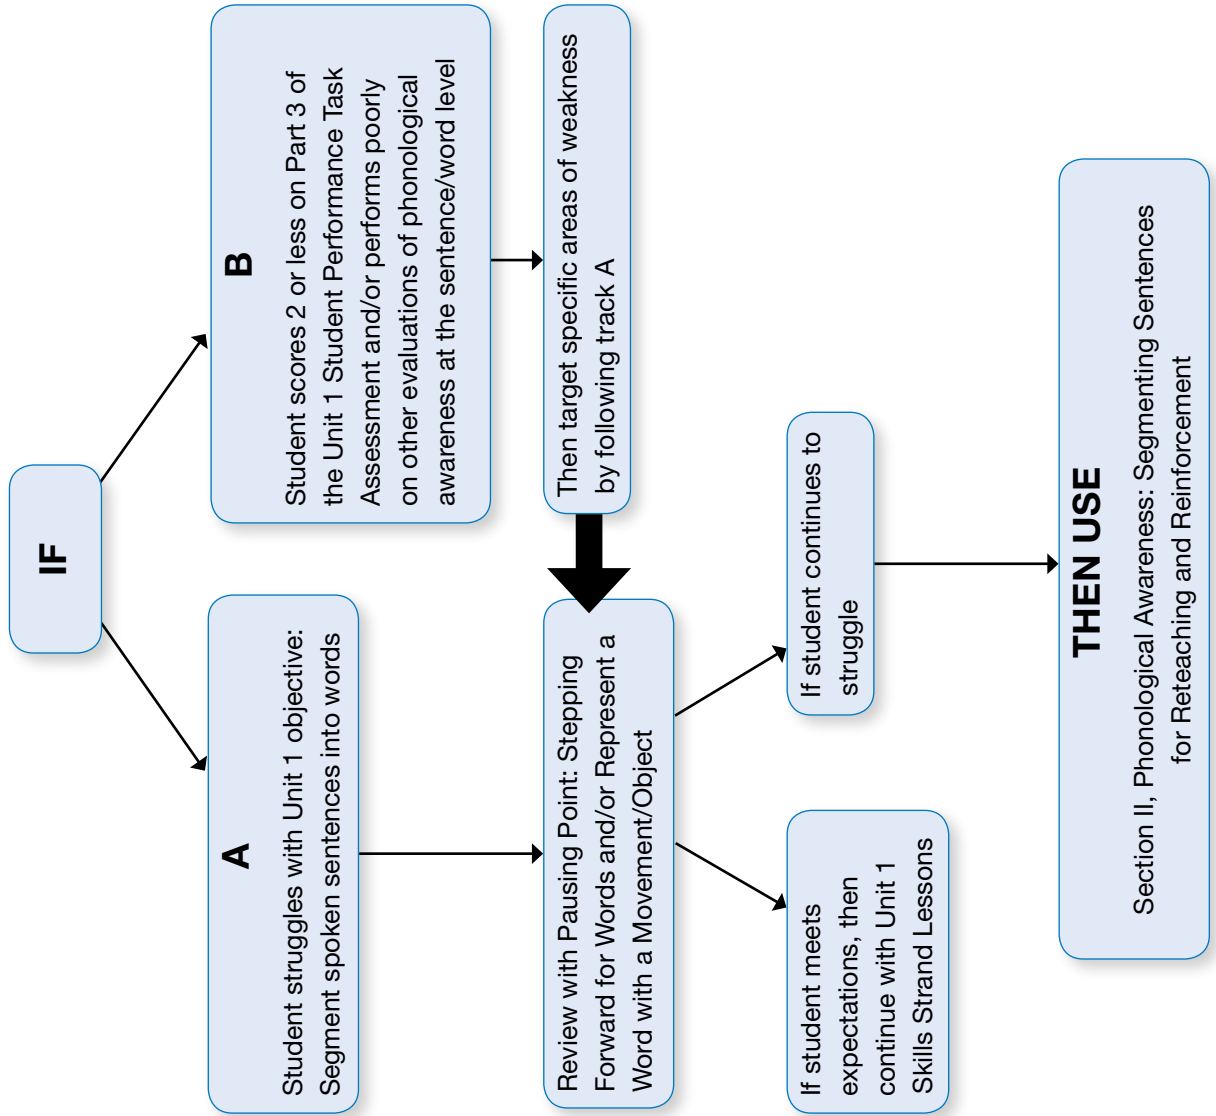 IF
A
Student struggles with Unit 1 objective:
Segment spoken sentences into words
B
Student scores 2 or less on Part 3 of
the Unit 1 Student Performance Task
Assessment and/or performs poorly
on other evaluations of phonological
awareness at the sentence/word level
Review with Pausing Point: Stepping
Forward for Words and/or Represent a
Word with a Movement/Object
Then target specific areas of weakness
by following track A
If student meets
expectations, then
continue with Unit 1
Skills Strand Lessons
If student continues to
struggle
THEN USE
Section II, Phonological Awareness: Segmenting Sentences
for Reteaching and Reinforcement